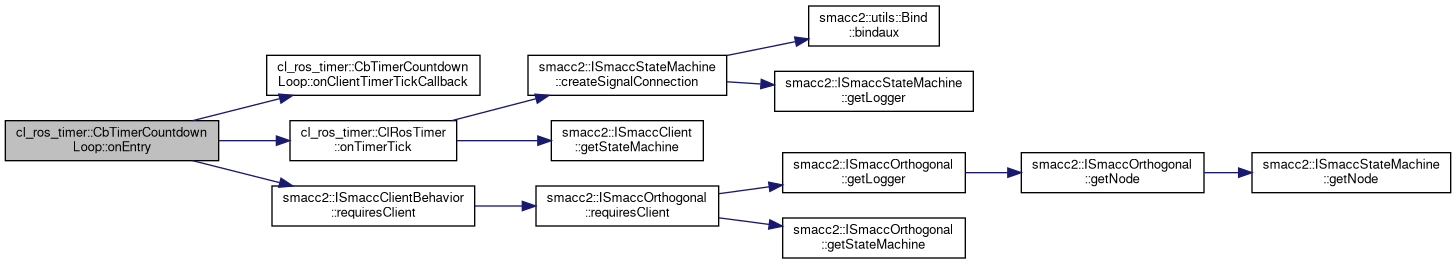 cl_ros_timer::CbTimerCountdown
Loop::onEntry
cl_ros_timer::CbTimerCountdown
Loop::onClientTimerTickCallback
cl_ros_timer::ClRosTimer
::onTimerTick
smacc2::ISmaccStateMachine
::createSignalConnection
smacc2::utils::Bind
::bindaux
smacc2::ISmaccStateMachine
::getLogger
smacc2::ISmaccClient
::getStateMachine
smacc2::ISmaccClientBehavior
::requiresClient
smacc2::ISmaccOrthogonal
::requiresClient
smacc2::ISmaccOrthogonal
::getLogger
smacc2::ISmaccOrthogonal
::getNode
smacc2::ISmaccStateMachine
::getNode
smacc2::ISmaccOrthogonal
::getStateMachine